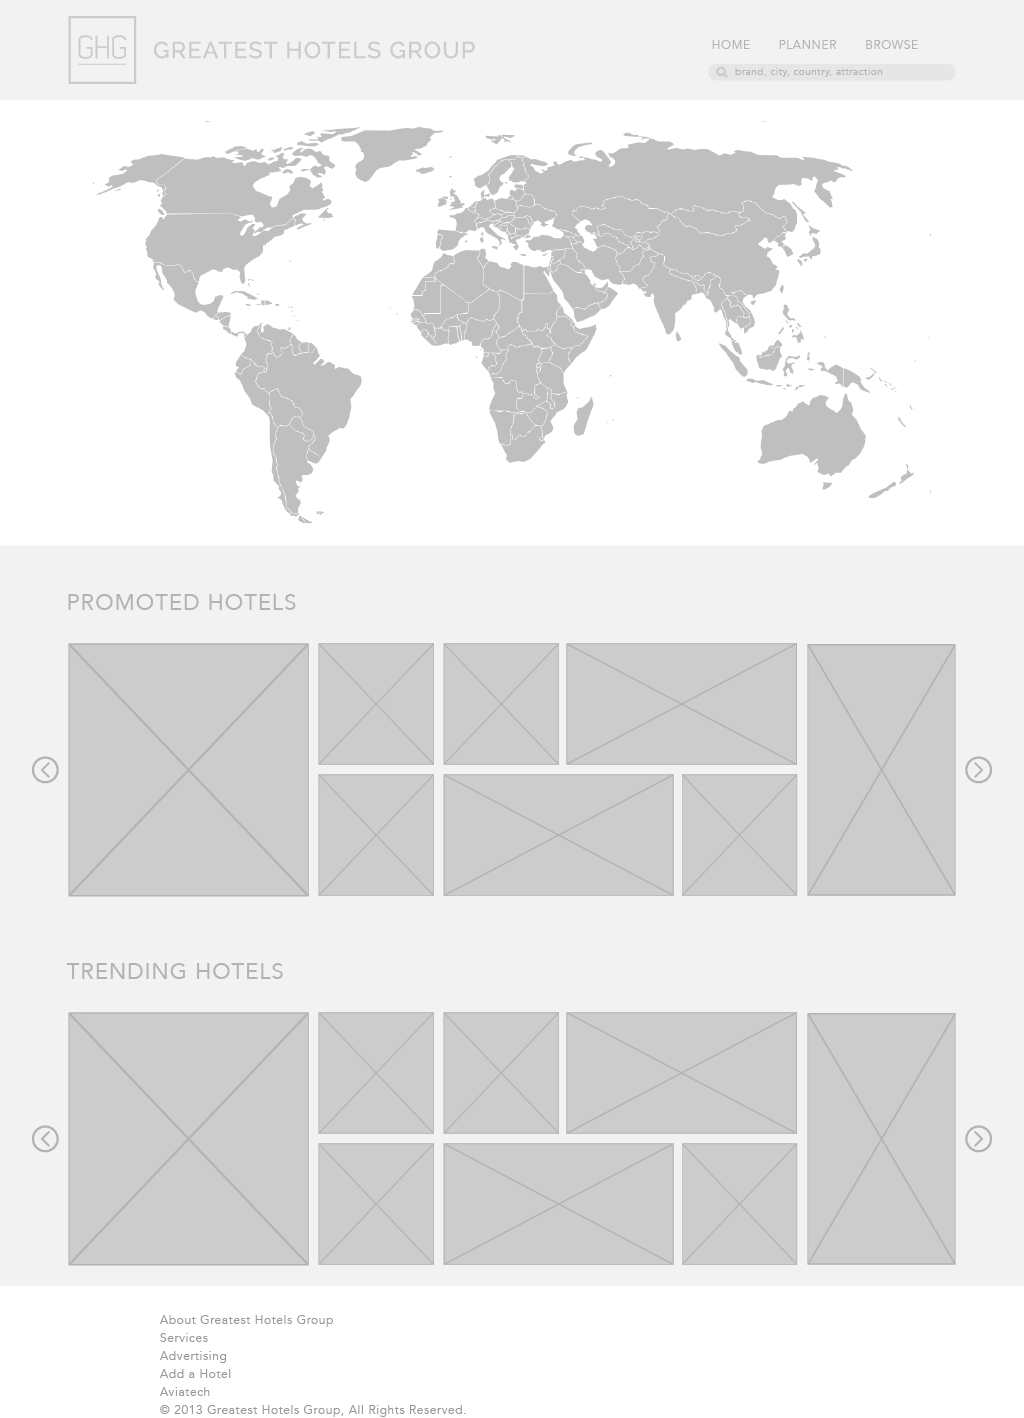 GHG
GREATEST HOTELS GROUP
HOME PLANNER BROWSE
brand, city, country, attraction
PROMOTED HOTELS
TRENDING HOTELS
About Greatest Hotels Group
Services
Advertising
Add a Hotel
Aviatech
© 2013 Greatest Hotels Group, All Rights Reserved.